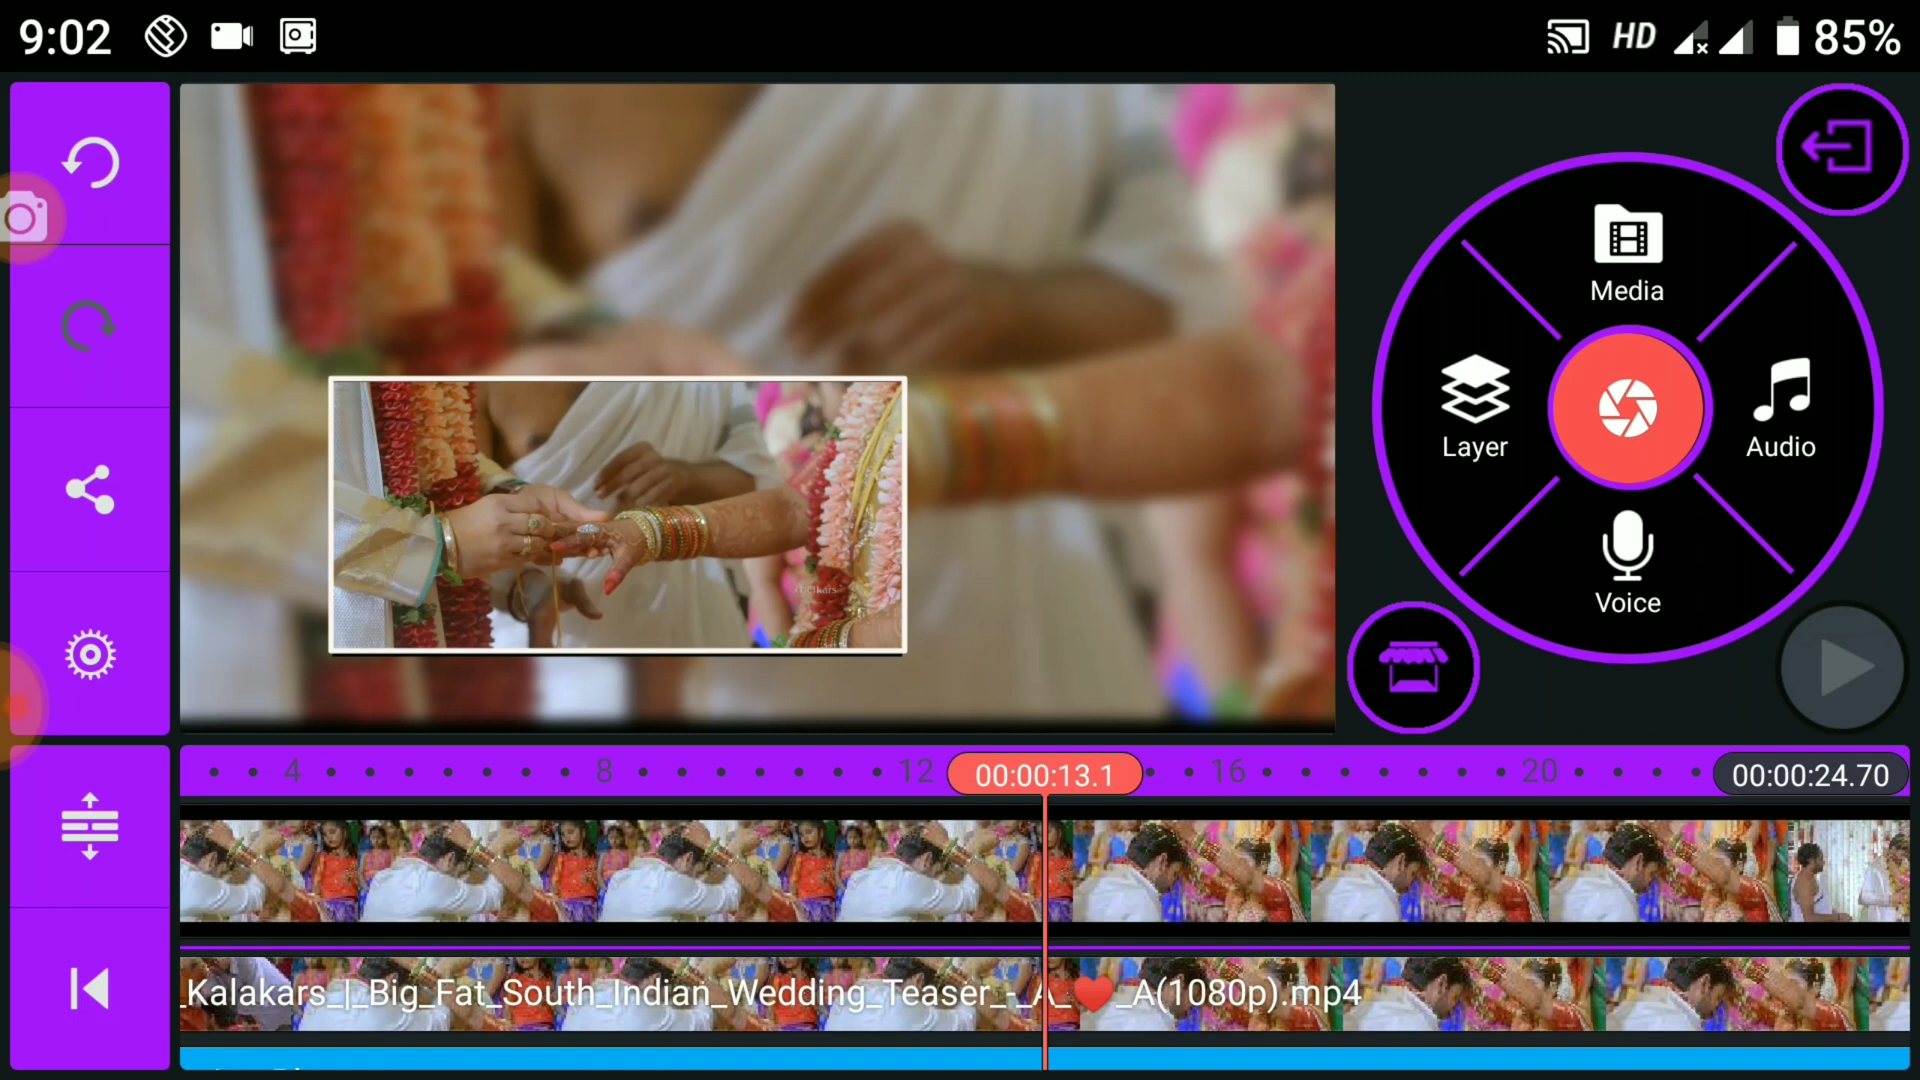 9:02
HD
85%
Media
Layer
Audio
Voice
4
8
12
00:00:13.1
16
20
00:00:24.70
_Kalakars_|_Big_Fat_South_Indian_Wedding_Teaser_-_A_❤️_A(1080p).mp4